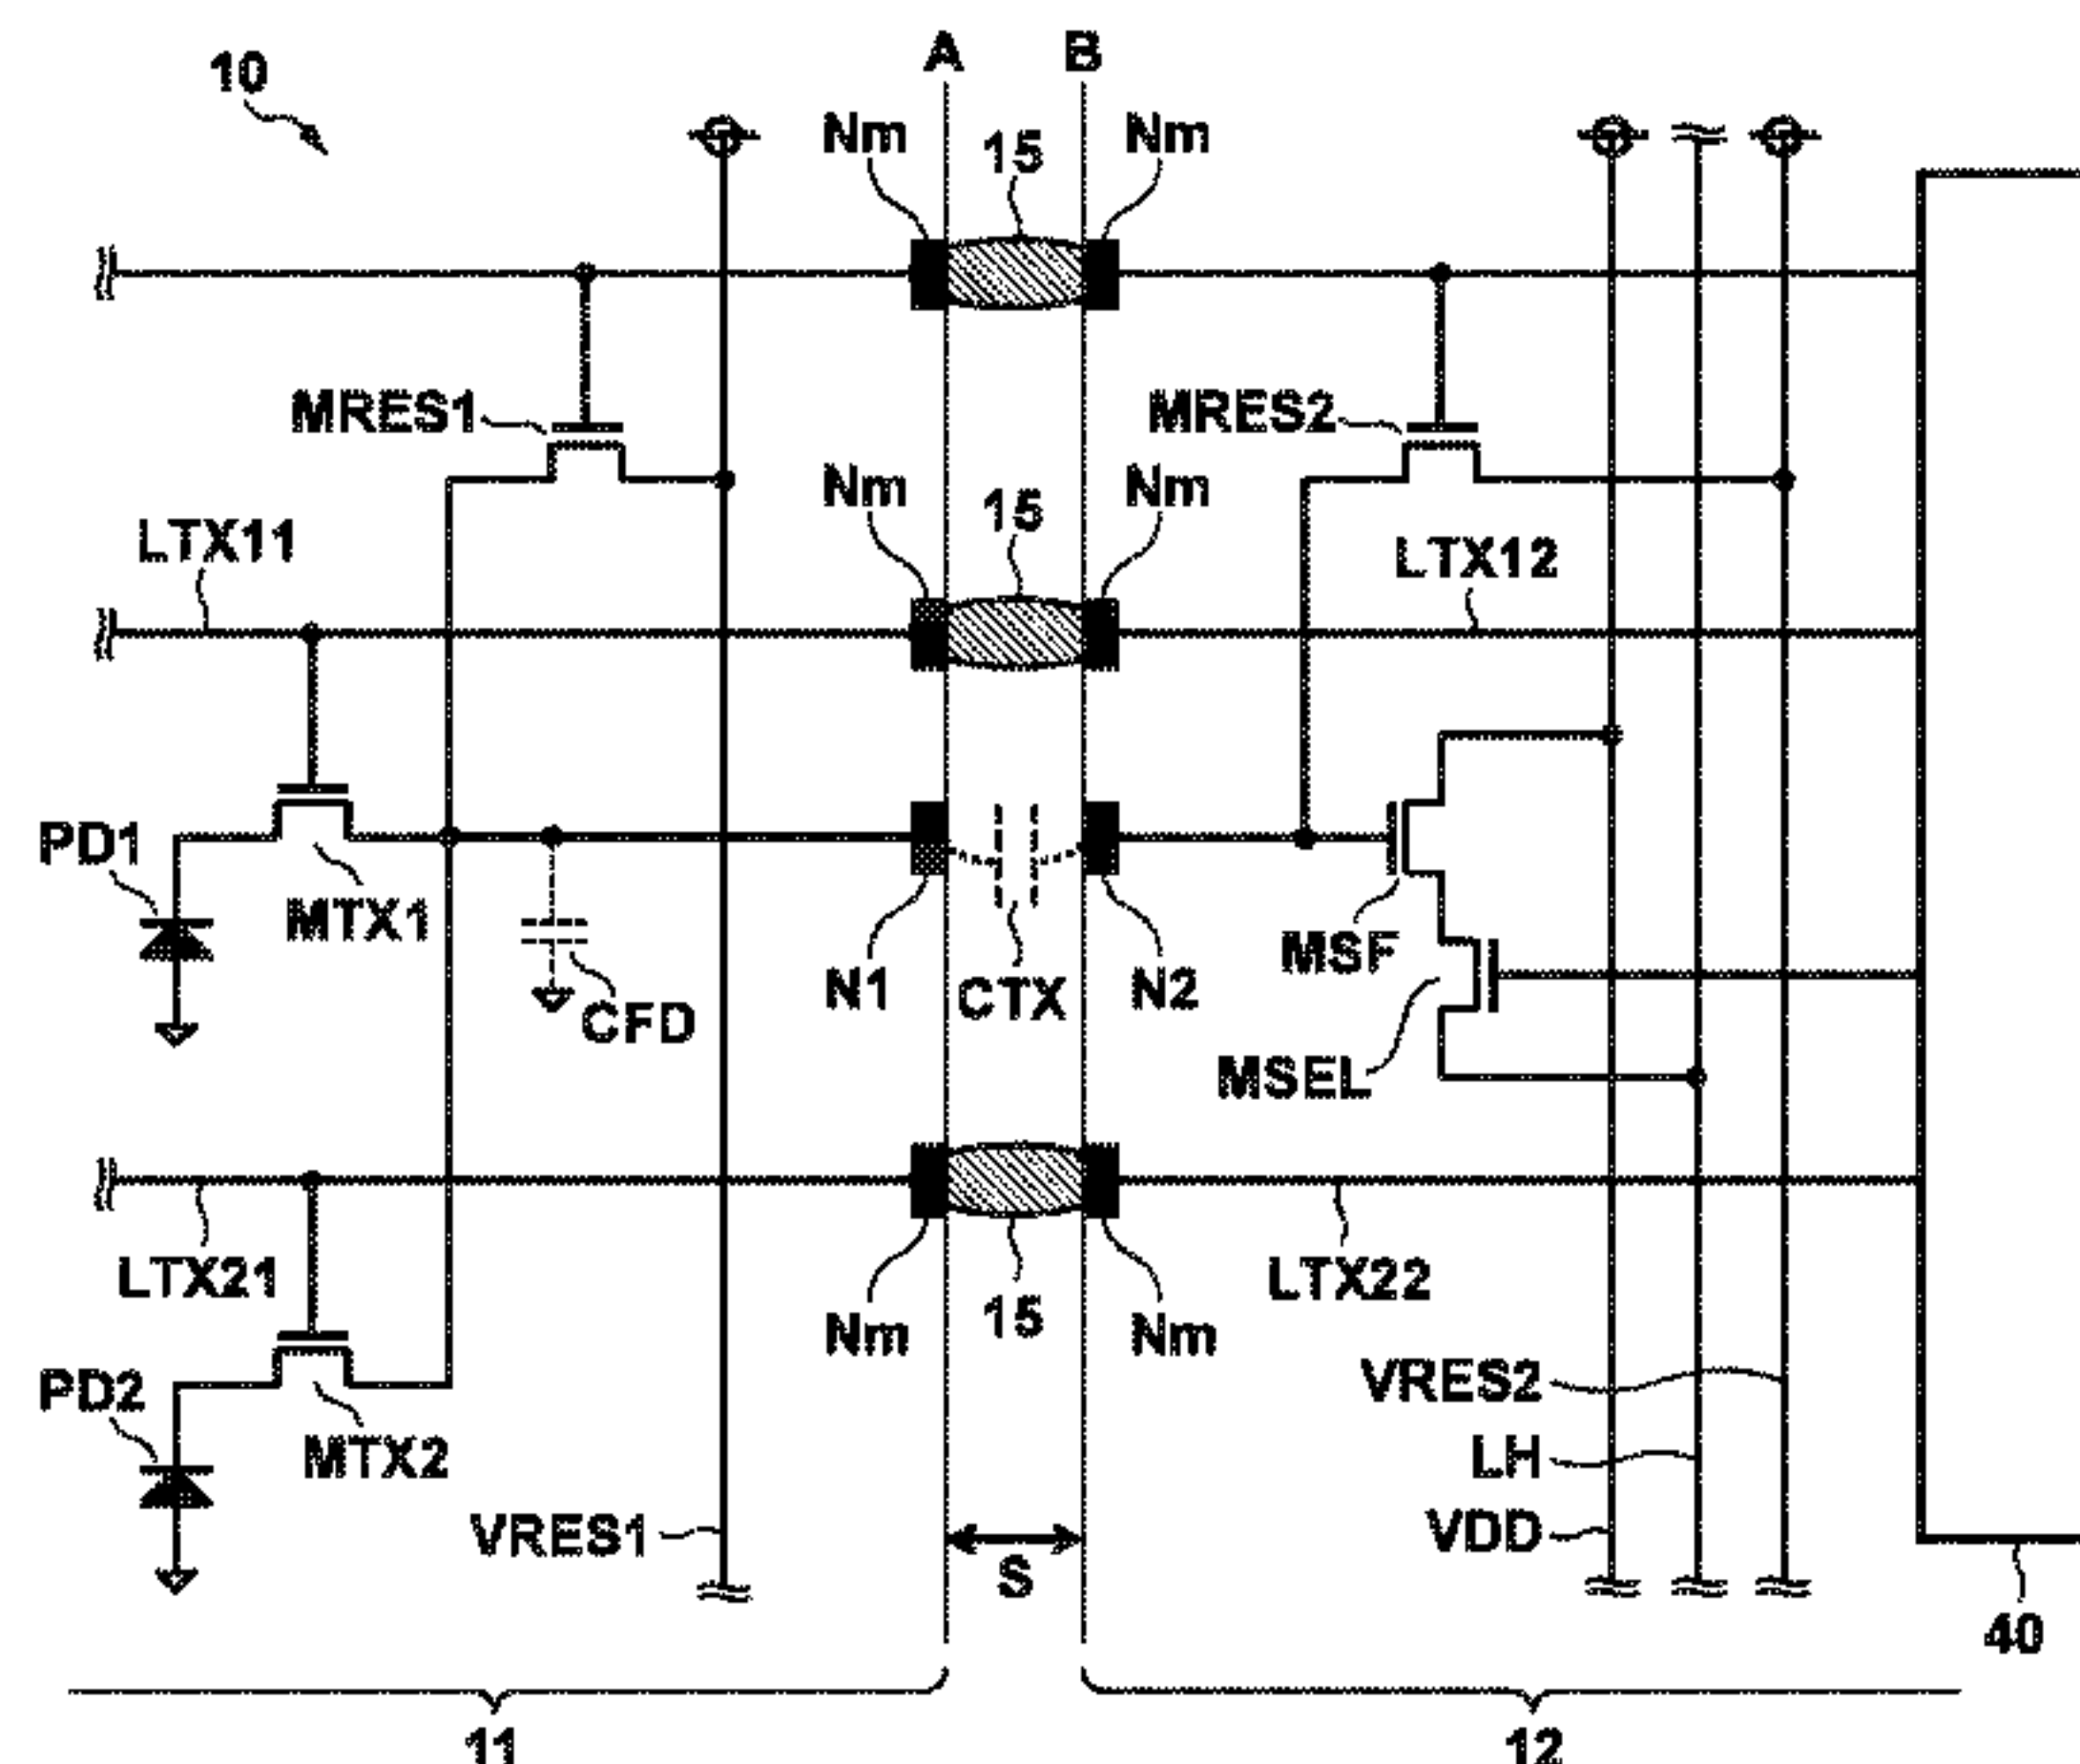 A B
10
Nm 15 Nm
MRES1 MRES2
Nm 15 Nm
LTX11 LTX12
PD1 MTX1
MSF
N1 CTX N2
CFD
MSEL
LTX21 LTX22
Nm 15 Nm
PD2 MTX2
VRES2
LH
VRES1 S VDD
40
11 12